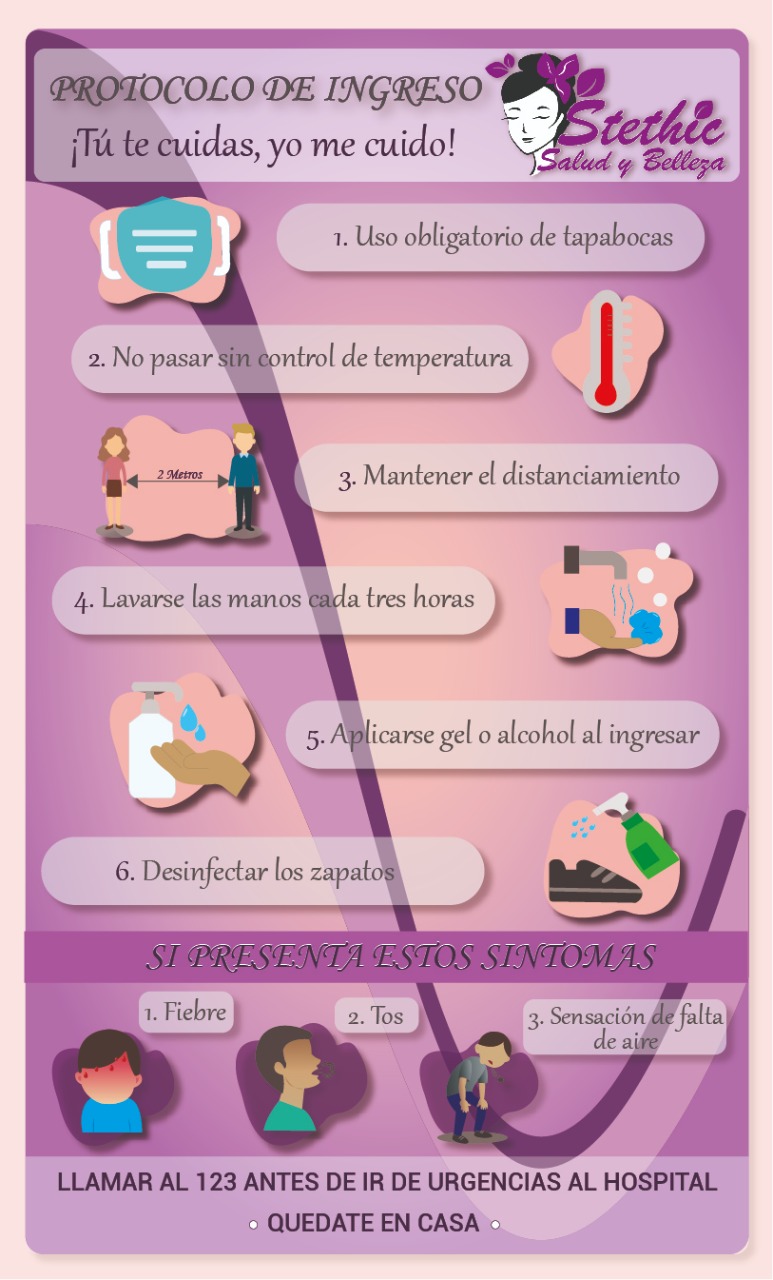 PROTOCOLO DE INGRESO
¡Tú te cuidas, yo me cuido!
Stethic
Salud y Belleza
1. Uso obligatorio de tapabocas
2. No pasar sin control de temperatura
2 Metros
3. Mantener el distanciamiento
4. Lavarse las manos cada tres horas
5. Aplicarse gel o alcohol al ingresar
6. Desinfectar los zapatos
SI PRESENTA ESTOS SINTOMAS
1. Fiebre
2. Tos
3. Sensación de falta
de aire
LLAMAR AL 123 ANTES DE IR DE URGENCIAS AL HOSPITAL
QUEDATE EN CASA